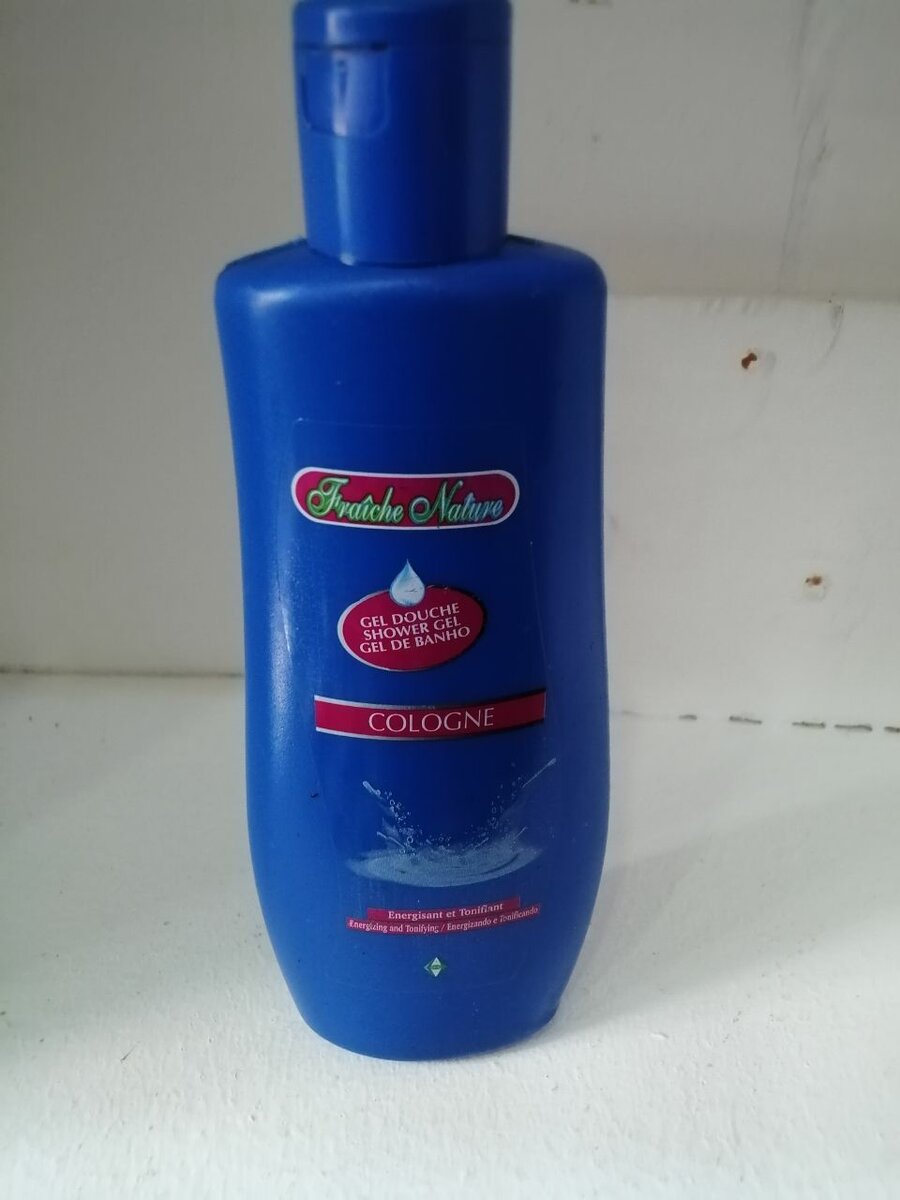 Fraîche Nature
GEL DOUCHE
SHOWER GEL
GEL DE BANHO
COLOGNE
Energisant et Tonifiant
Energizing and Tonifying / Energizando e Tonificando